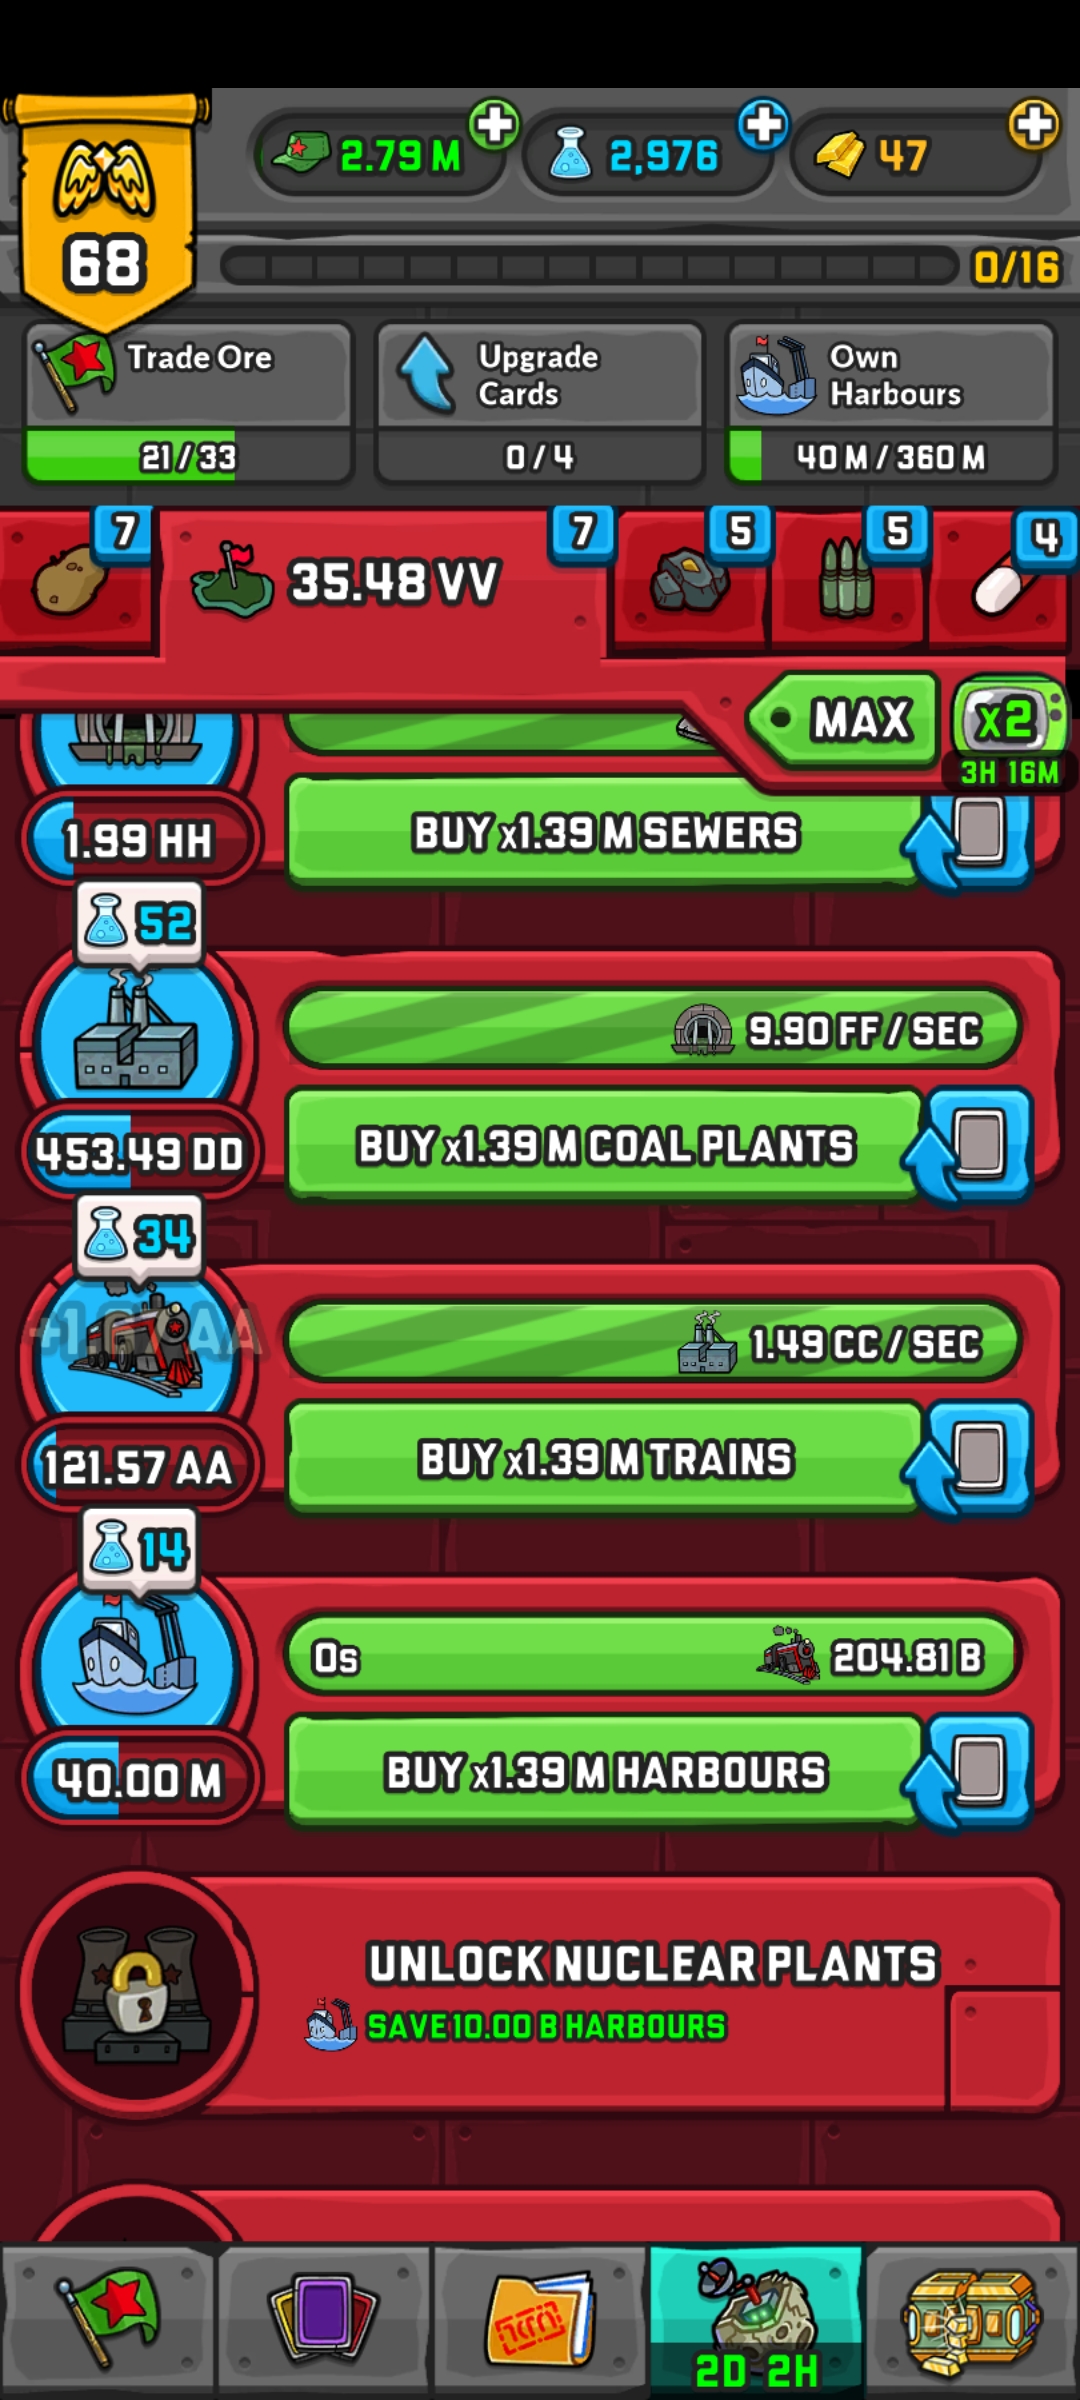 2.79 M
2,976
47
68
0/16
Trade Ore
21/33
Upgrade
Cards
0/4
Own
Harbours
40 M/360 M
7
35.48 VV
7
5
5
4
MAX
x2
3H 16M
1.99 HH
BUY x1.39 M SEWERS
52
9.90 FF/SEC
453.49 DD
BUY x1.39 M COAL PLANTS
34
1.49 CC/SEC
121.57 AA
BUY x1.39 M TRAINS
14
0s
204.81 B
40.00 M
BUY x1.39 M HARBOURS
UNLOCK NUCLEAR PLANTS
SAVE 10.00 B HARBOURS
2D 2H